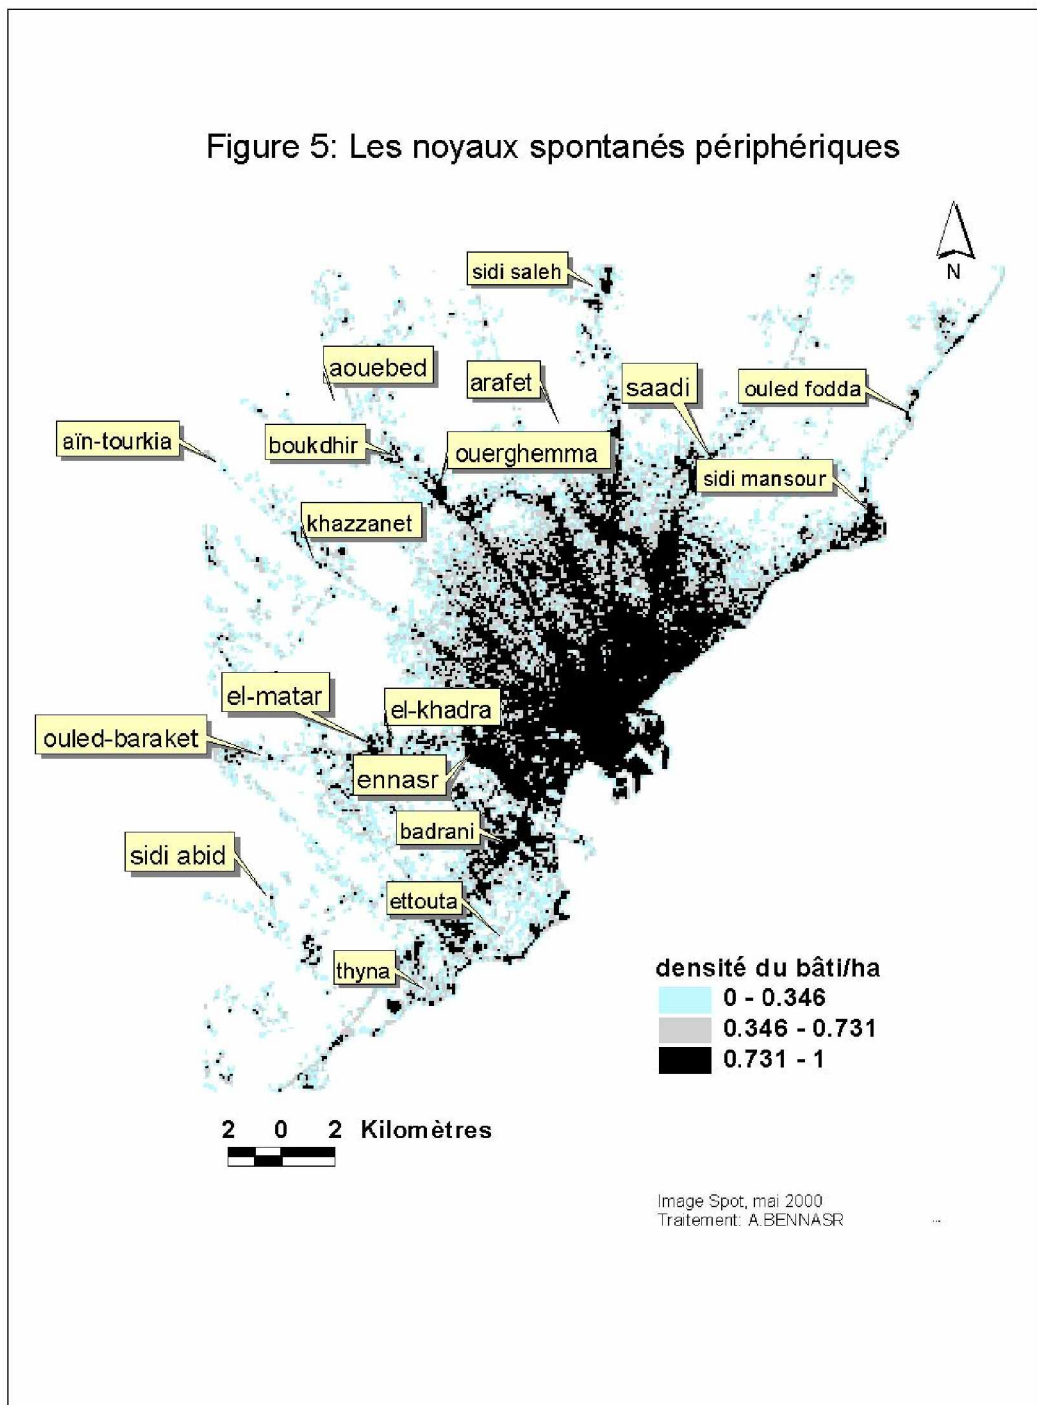 Figure 5: Les noyaux spontanés périphériques
N
sidi saleh
aouebed
arafet
saadi
ouled fodda
aïn-tourkia
boukdhir
ouerghemma
sidi mansour
khazzanet
el-matar
el-khadra
ouled-baraket
ennasr
badrani
sidi abid
ettouta
thyna
densité du bâti/ha
0 - 0.346
0.346 - 0.731
0.731 - 1
2 0 2 Kilomètres
Image Spot, mai 2000
Traitement: A.BENNASR
...